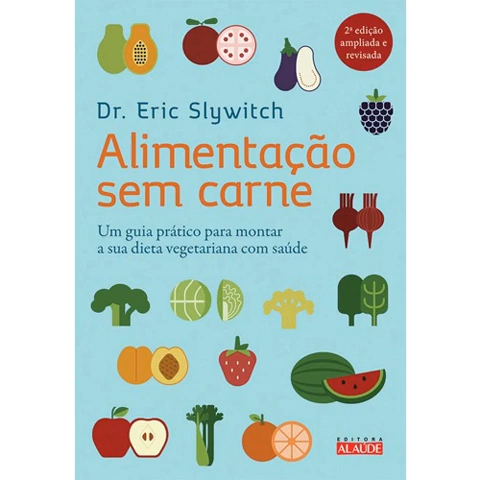 2ª edição
ampliada e
revisada
Dr. Eric Slywitch
Alimentação
sem carne
Um guia prático para montar
a sua dieta vegetariana com saúde
EDITORA
ALAÚDE